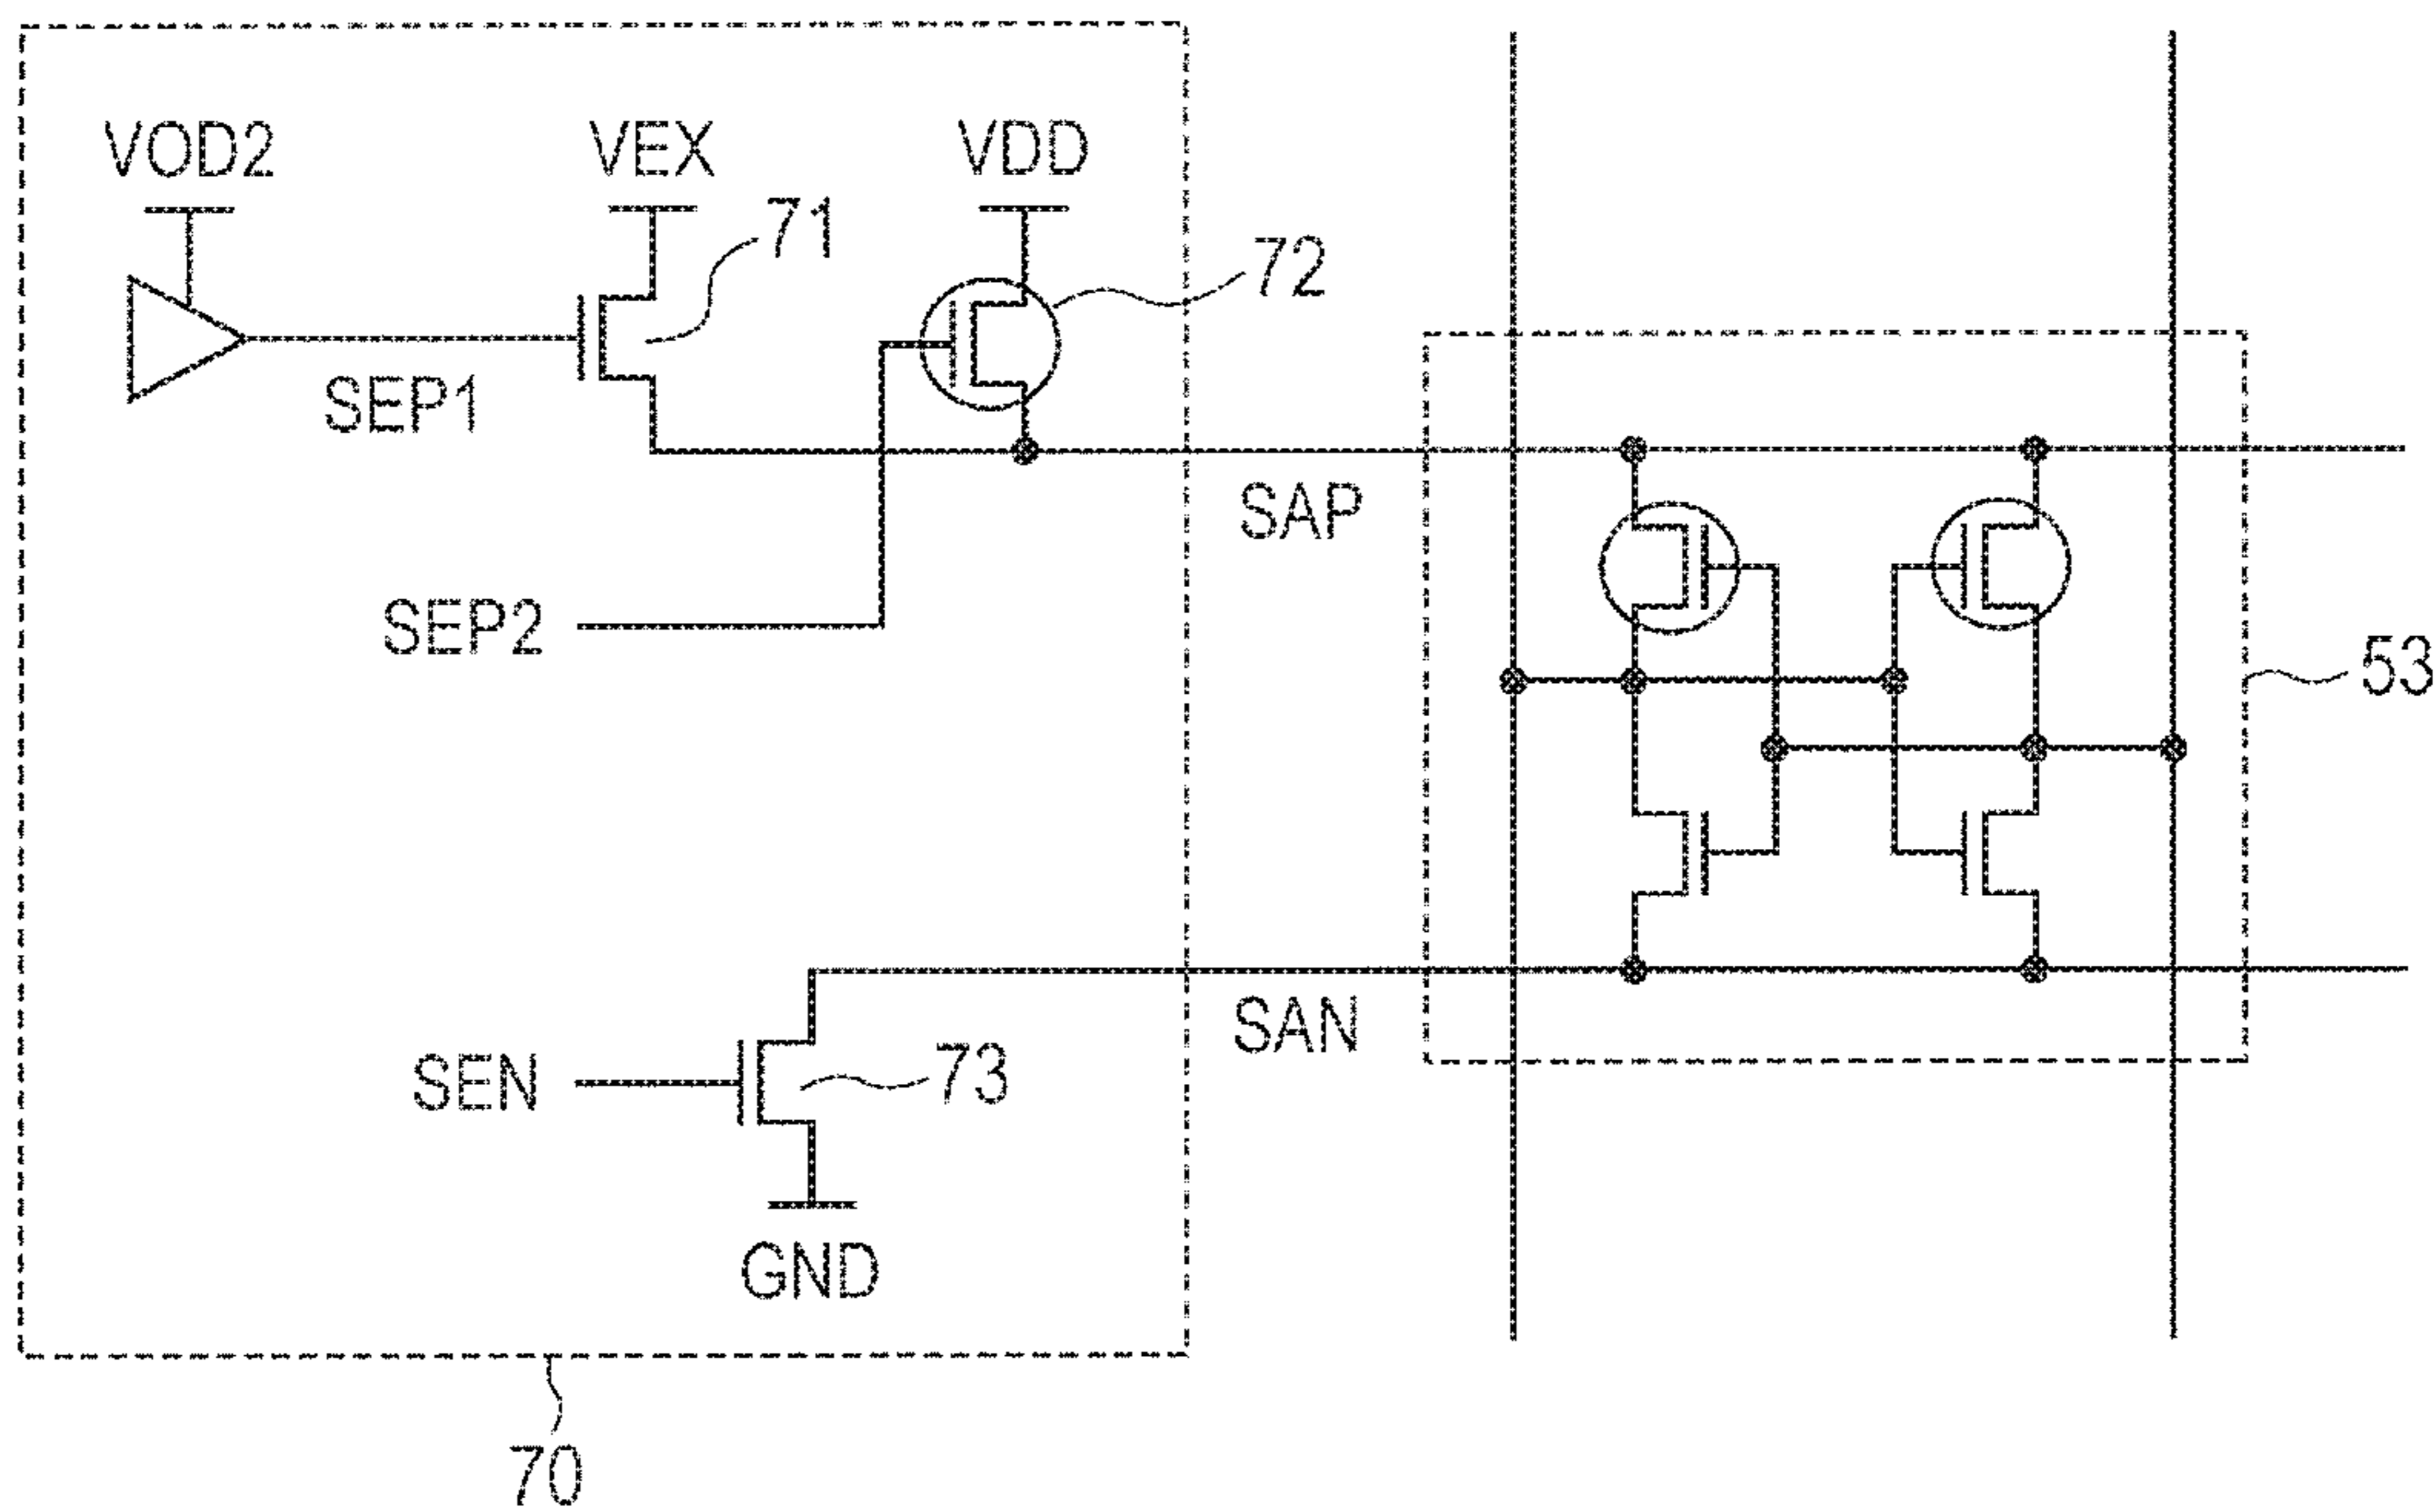 VOD2
VEX
VDD
71
72
SEP1
SAP
SEP2
53
SAN
SEN
73
GND
70